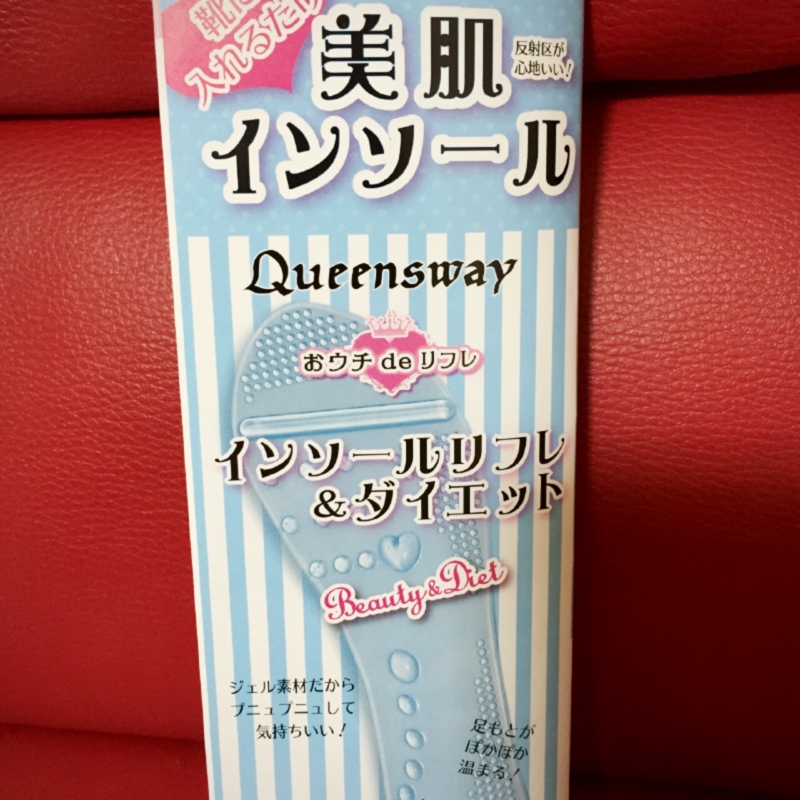 靴に
入れるだけ
美肌
反射区が
心地いい!
インソール
Queensway
おウチ de リフレ
インソールリフレ
&ダイエット
Beauty & Diet
ジェル素材だから
プニュプニュして
気持ちいい!
足もとが
ぽかぽか
温まる!